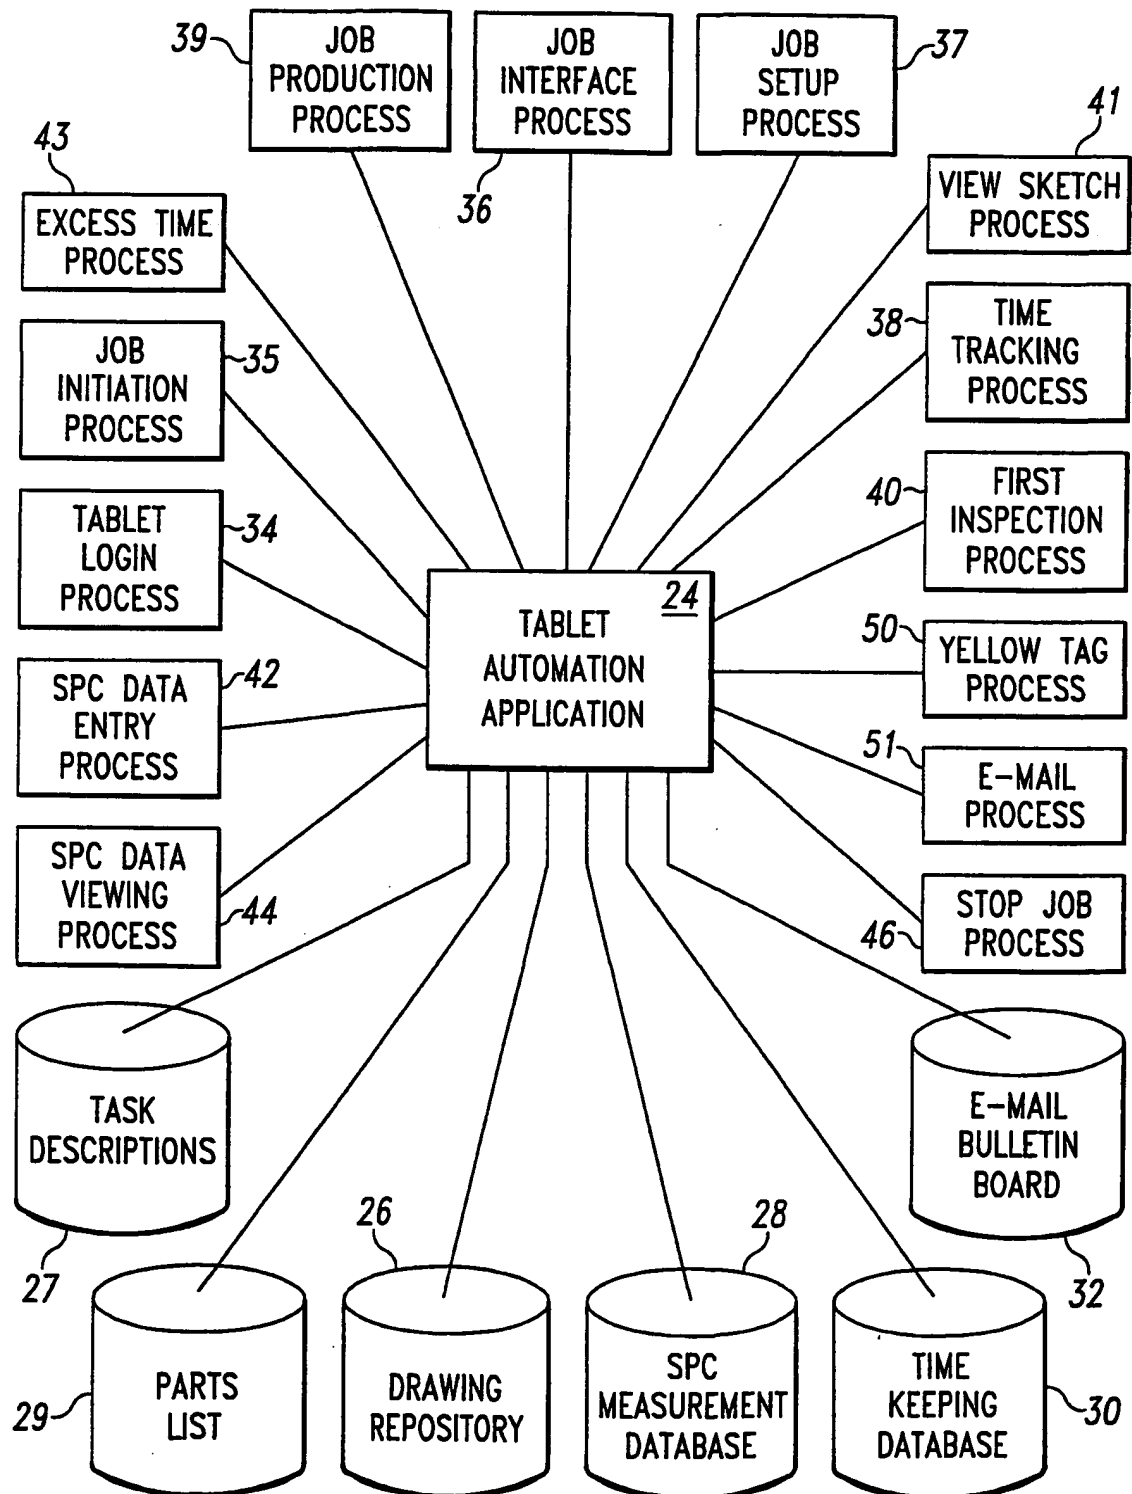 39
JOB
PRODUCTION
PROCESS
JOB
INTERFACE
PROCESS
36
JOB
SETUP
PROCESS
37
43
EXCESS TIME
PROCESS
41
VIEW SKETCH
PROCESS
JOB
INITIATION
PROCESS
35
38
TIME
TRACKING
PROCESS
TABLET
LOGIN
PROCESS
34
40
FIRST
INSPECTION
PROCESS
24
TABLET
AUTOMATION
APPLICATION
50
YELLOW TAG
PROCESS
SPC DATA
ENTRY
PROCESS
42
51
E-MAIL
PROCESS
SPC DATA
VIEWING
PROCESS
44
STOP JOB
PROCESS
46
TASK
DESCRIPTIONS
27
E-MAIL
BULLETIN
BOARD
32
PARTS
LIST
29
26
DRAWING
REPOSITORY
28
SPC
MEASUREMENT
DATABASE
TIME
KEEPING
DATABASE
30